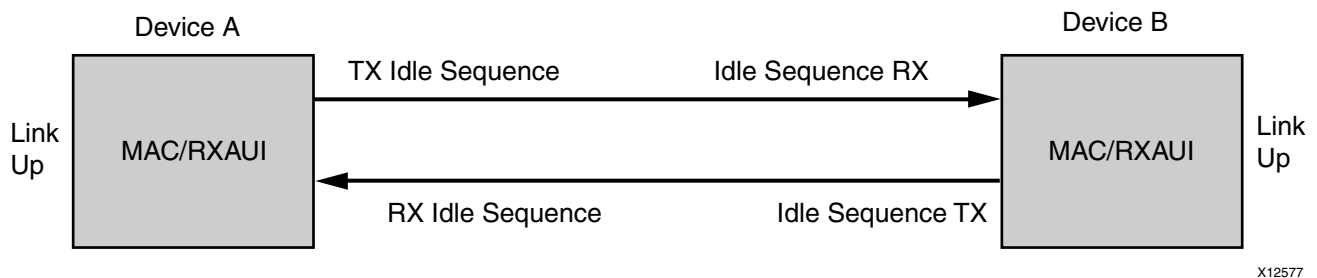 Device A
Device B
TX Idle Sequence
Idle Sequence RX
Link
Up
MAC/RXAUI
MAC/RXAUI
Link
Up
RX Idle Sequence
Idle Sequence TX
X12577